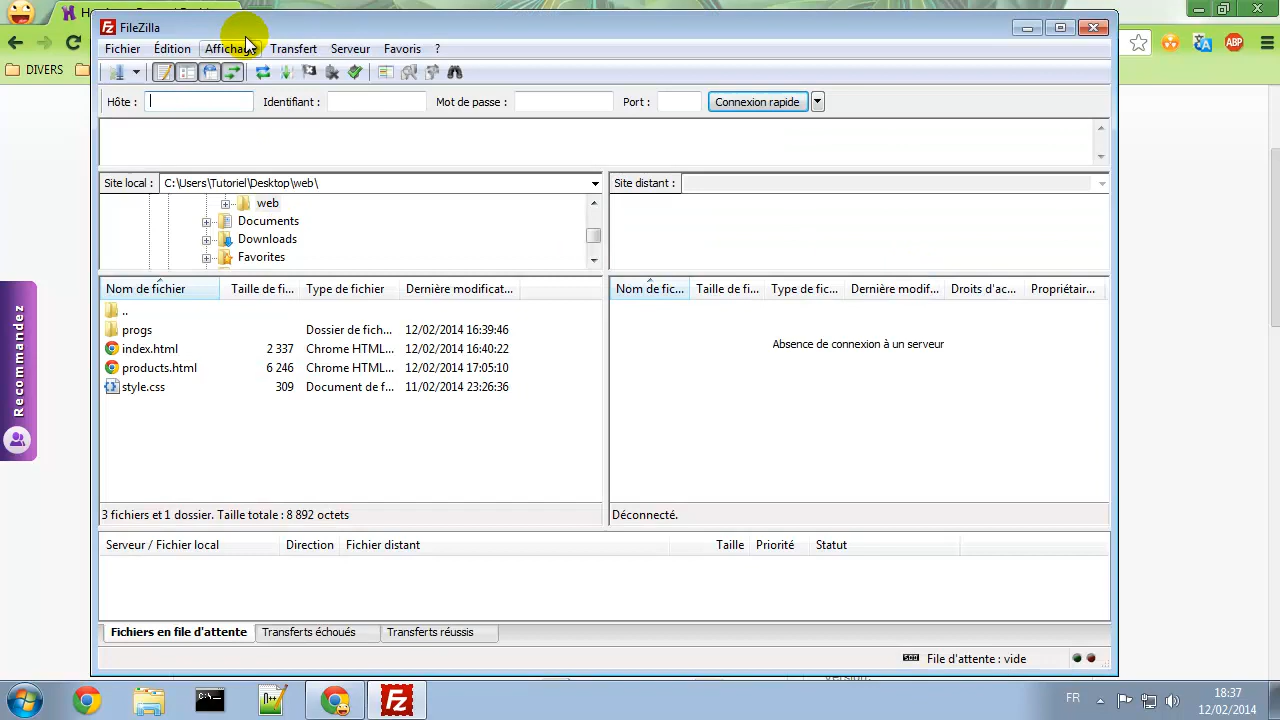 FileZilla
Fichier Édition Affichage Transfert Serveur Favoris ?
DIVERS
ABP
Hôte : Identifiant : Mot de passe : Port : Connexion rapide
Site local : C:\Users\Tutoriel\Desktop\web\
Site distant :
web
Documents
Downloads
Favorites
Nom de fichier Taille de fi... Type de fichier Dernière modificat...
Nom de fic... Taille de fi... Type de fic... Dernière modif... Droits d'ac... Propriétair...
..
progs Dossier de fich... 12/02/2014 16:39:46
index.html 2 337 Chrome HTML... 12/02/2014 16:40:22
products.html 6 246 Chrome HTML... 12/02/2014 17:05:10
style.css 309 Document de f... 11/02/2014 23:26:36
Absence de connexion à un serveur
Recommandez
3 fichiers et 1 dossier. Taille totale : 8 892 octets
Déconnecté.
Serveur / Fichier local Direction Fichier distant Taille Priorité Statut
Fichiers en file d'attente Transferts échoués Transferts réussis
File d'attente : vide
FR
18:37
12/02/2014